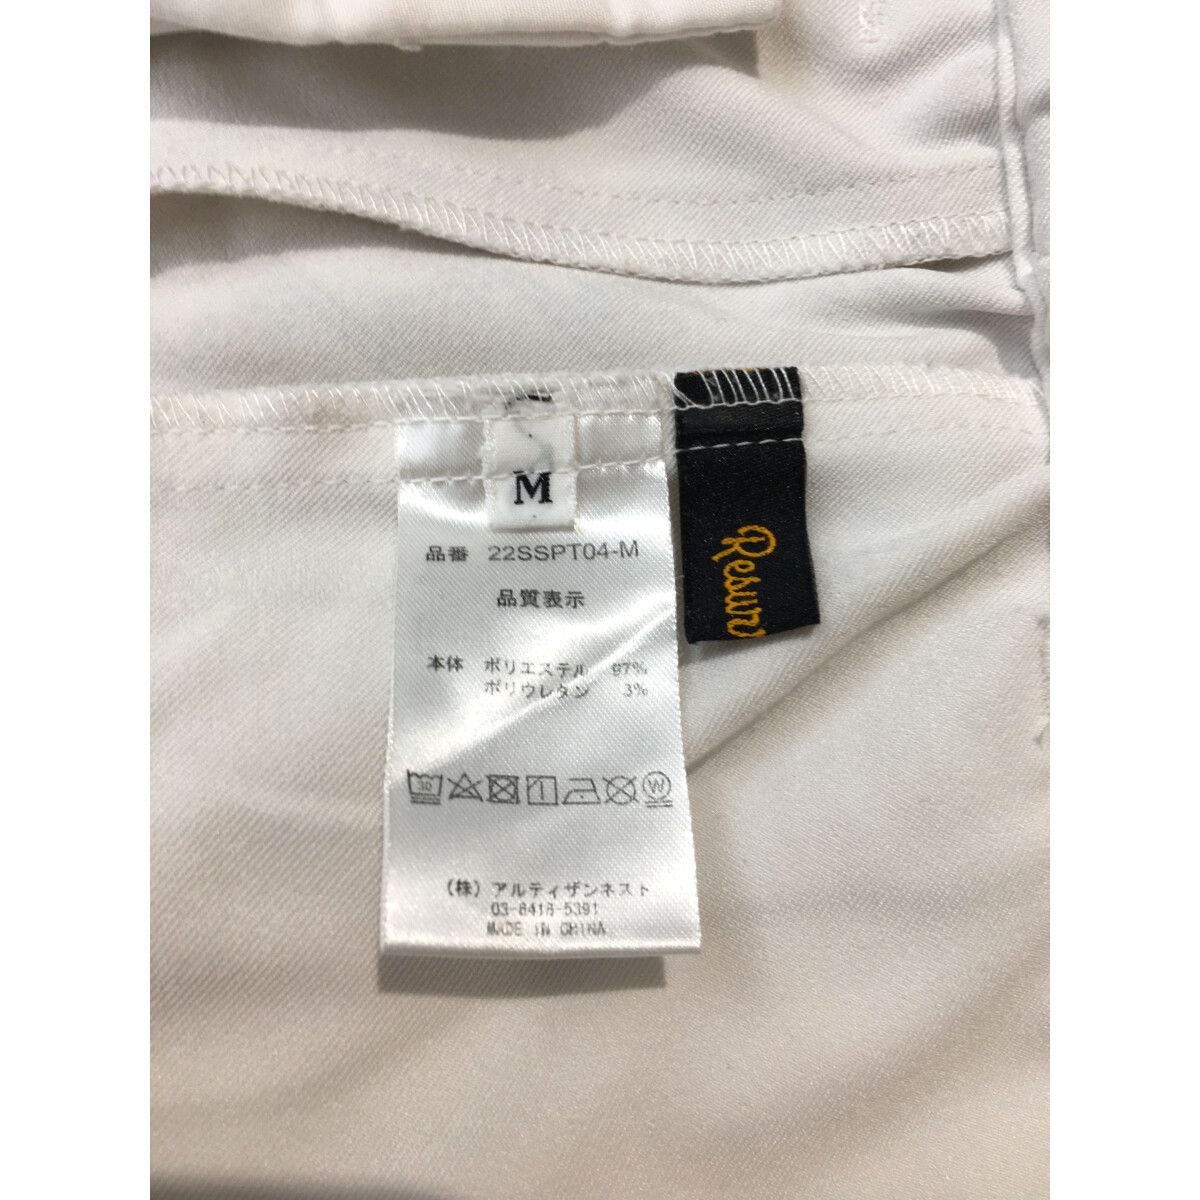 M
品番 22SSPT04-M
品質表示
本体 ポリエステル 97%
ポリウレタン 3%
30 W
(株) アルティザンネスト
03-6418-5391
MADE IN CHINA